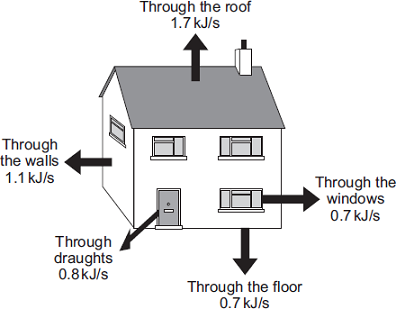 Through the roof
1.7 kJ/s
Through
the walls
1.1 kJ/s
Through the
windows
0.7 kJ/s
Through
draughts
0.8 kJ/s
Through the floor
0.7 kJ/s